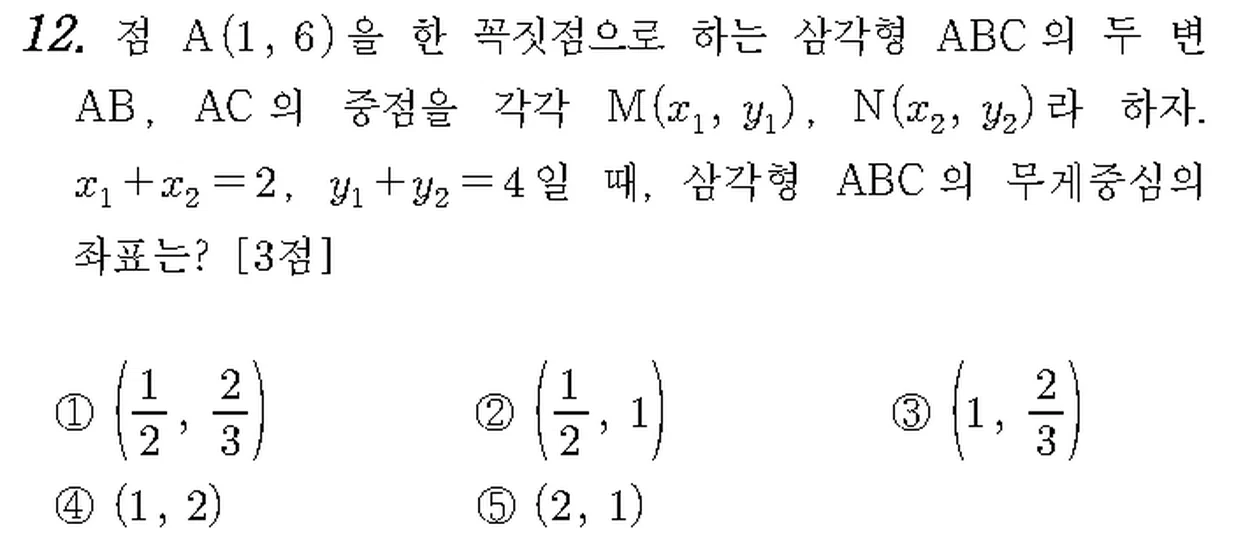 12. 점 A(1, 6)을 한 꼭짓점으로 하는 삼각형 ABC의 두 변
AB, AC의 중점을 각각 M(x₁, y₁), N(x₂, y₂)라 하자.
x₁+x₂=2, y₁+y₂=4일 때, 삼각형 ABC의 무게중심의
좌표는? [3점]
① (1/2, 2/3) ② (1/2, 1) ③ (1, 2/3)
④ (1, 2) ⑤ (2, 1)